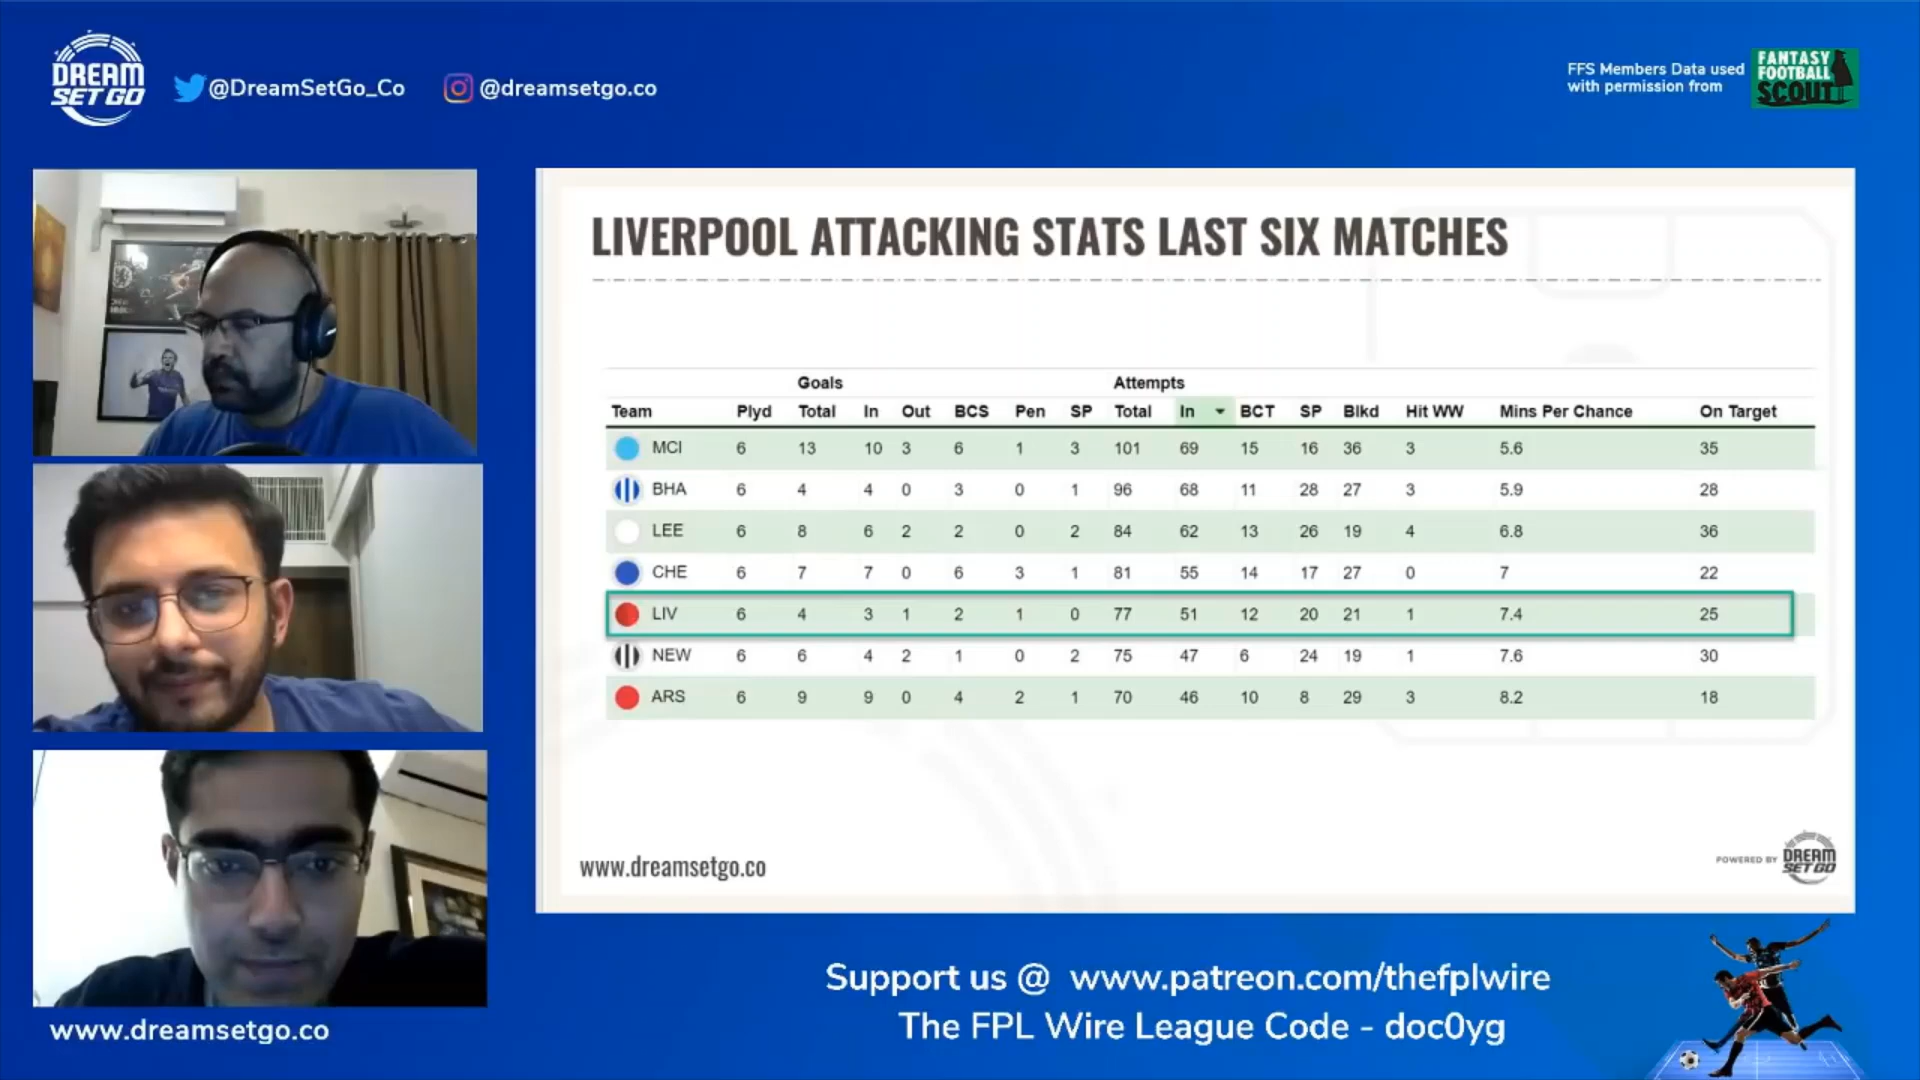 DREAM
SET GO
@DreamSetGo_Co
@dreamsetgo.co
FFS Members Data used
with permission from
FANTASY
FOOTBALL
SCOUT
LIVERPOOL ATTACKING STATS LAST SIX MATCHES
Goals Attempts
Team Plyd Total In Out BCS Pen SP Total In BCT SP Blkd Hit WW Mins Per Chance On Target
MCI 6 13 10 3 6 1 3 101 69 15 16 36 3 5.6 35
BHA 6 4 4 0 3 0 1 96 68 11 28 27 3 5.9 28
LEE 6 8 6 2 2 0 2 84 62 13 26 19 4 6.8 36
CHE 6 7 7 0 6 3 1 81 55 14 17 27 0 7 22
LIV 6 4 3 1 2 1 0 77 51 12 20 21 1 7.4 25
NEW 6 6 4 2 1 0 2 75 47 6 24 19 1 7.6 30
ARS 6 9 9 0 4 2 1 70 46 10 8 29 3 8.2 18
www.dreamsetgo.co
POWERED BY
DREAM
SET GO
Support us @ www.patreon.com/thefplwire
The FPL Wire League Code - doc0yg
www.dreamsetgo.co